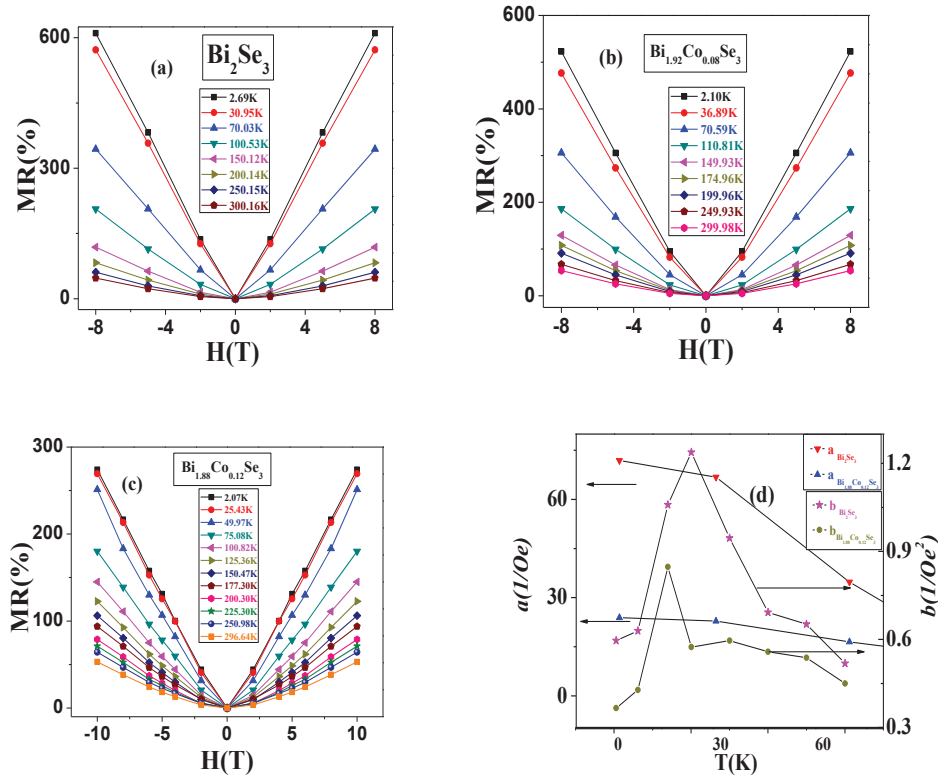 600
300
0
MR(%)
(a)
Bi2Se3
2.69K
30.95K
70.03K
100.53K
150.12K
200.14K
250.15K
300.16K
-8 -4 0 4 8
H(T)
600
400
200
0
MR(%)
(b)
Bi1.92Co0.08Se3
2.10K
36.89K
70.59K
110.81K
149.93K
174.96K
199.96K
249.93K
299.98K
-8 -4 0 4 8
H(T)
300
200
100
0
MR(%)
(c)
Bi1.88Co0.12Se3
2.07K
25.43K
49.97K
75.08K
100.82K
125.36K
150.47K
177.30K
200.30K
225.30K
250.98K
296.64K
-10 -5 0 5 10
H(T)
60
30
0
a(1/Oe)
a Bi2Se3
a Bi1.88Co0.12Se3
b Bi2Se3
b Bi1.88Co0.12Se3
(d)
1.2
0.9
0.6
0.3
b(1/Oe²)
0 30 60
T(K)